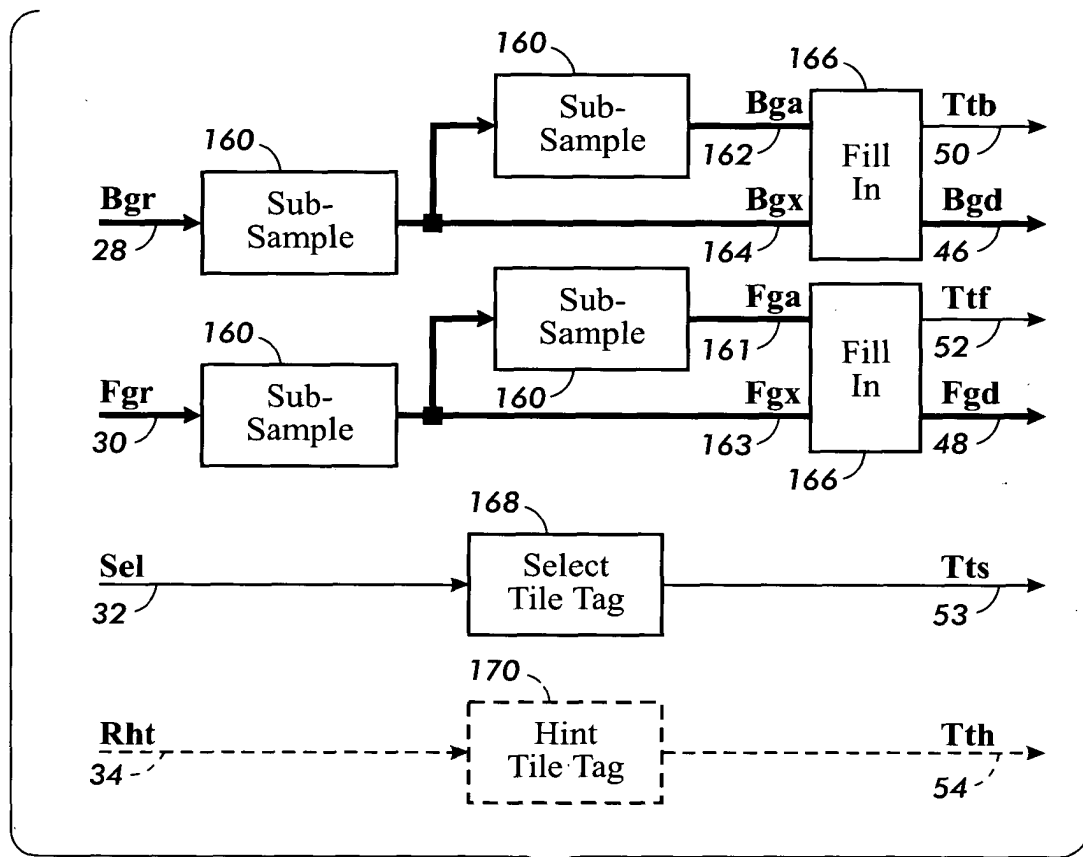 160
166
Sub-
Sample
Bga
162
Fill
In
Ttb
50
160
Bgr
28
Sub-
Sample
Bgx
164
Bgd
46
Sub-
Sample
160
Fga
161
Fill
In
166
Ttf
52
160
Fgr
30
Sub-
Sample
Fgx
163
Fgd
48
168
Sel
32
Select
Tile Tag
Tts
53
170
Rht
34
Hint
Tile Tag
Tth
54